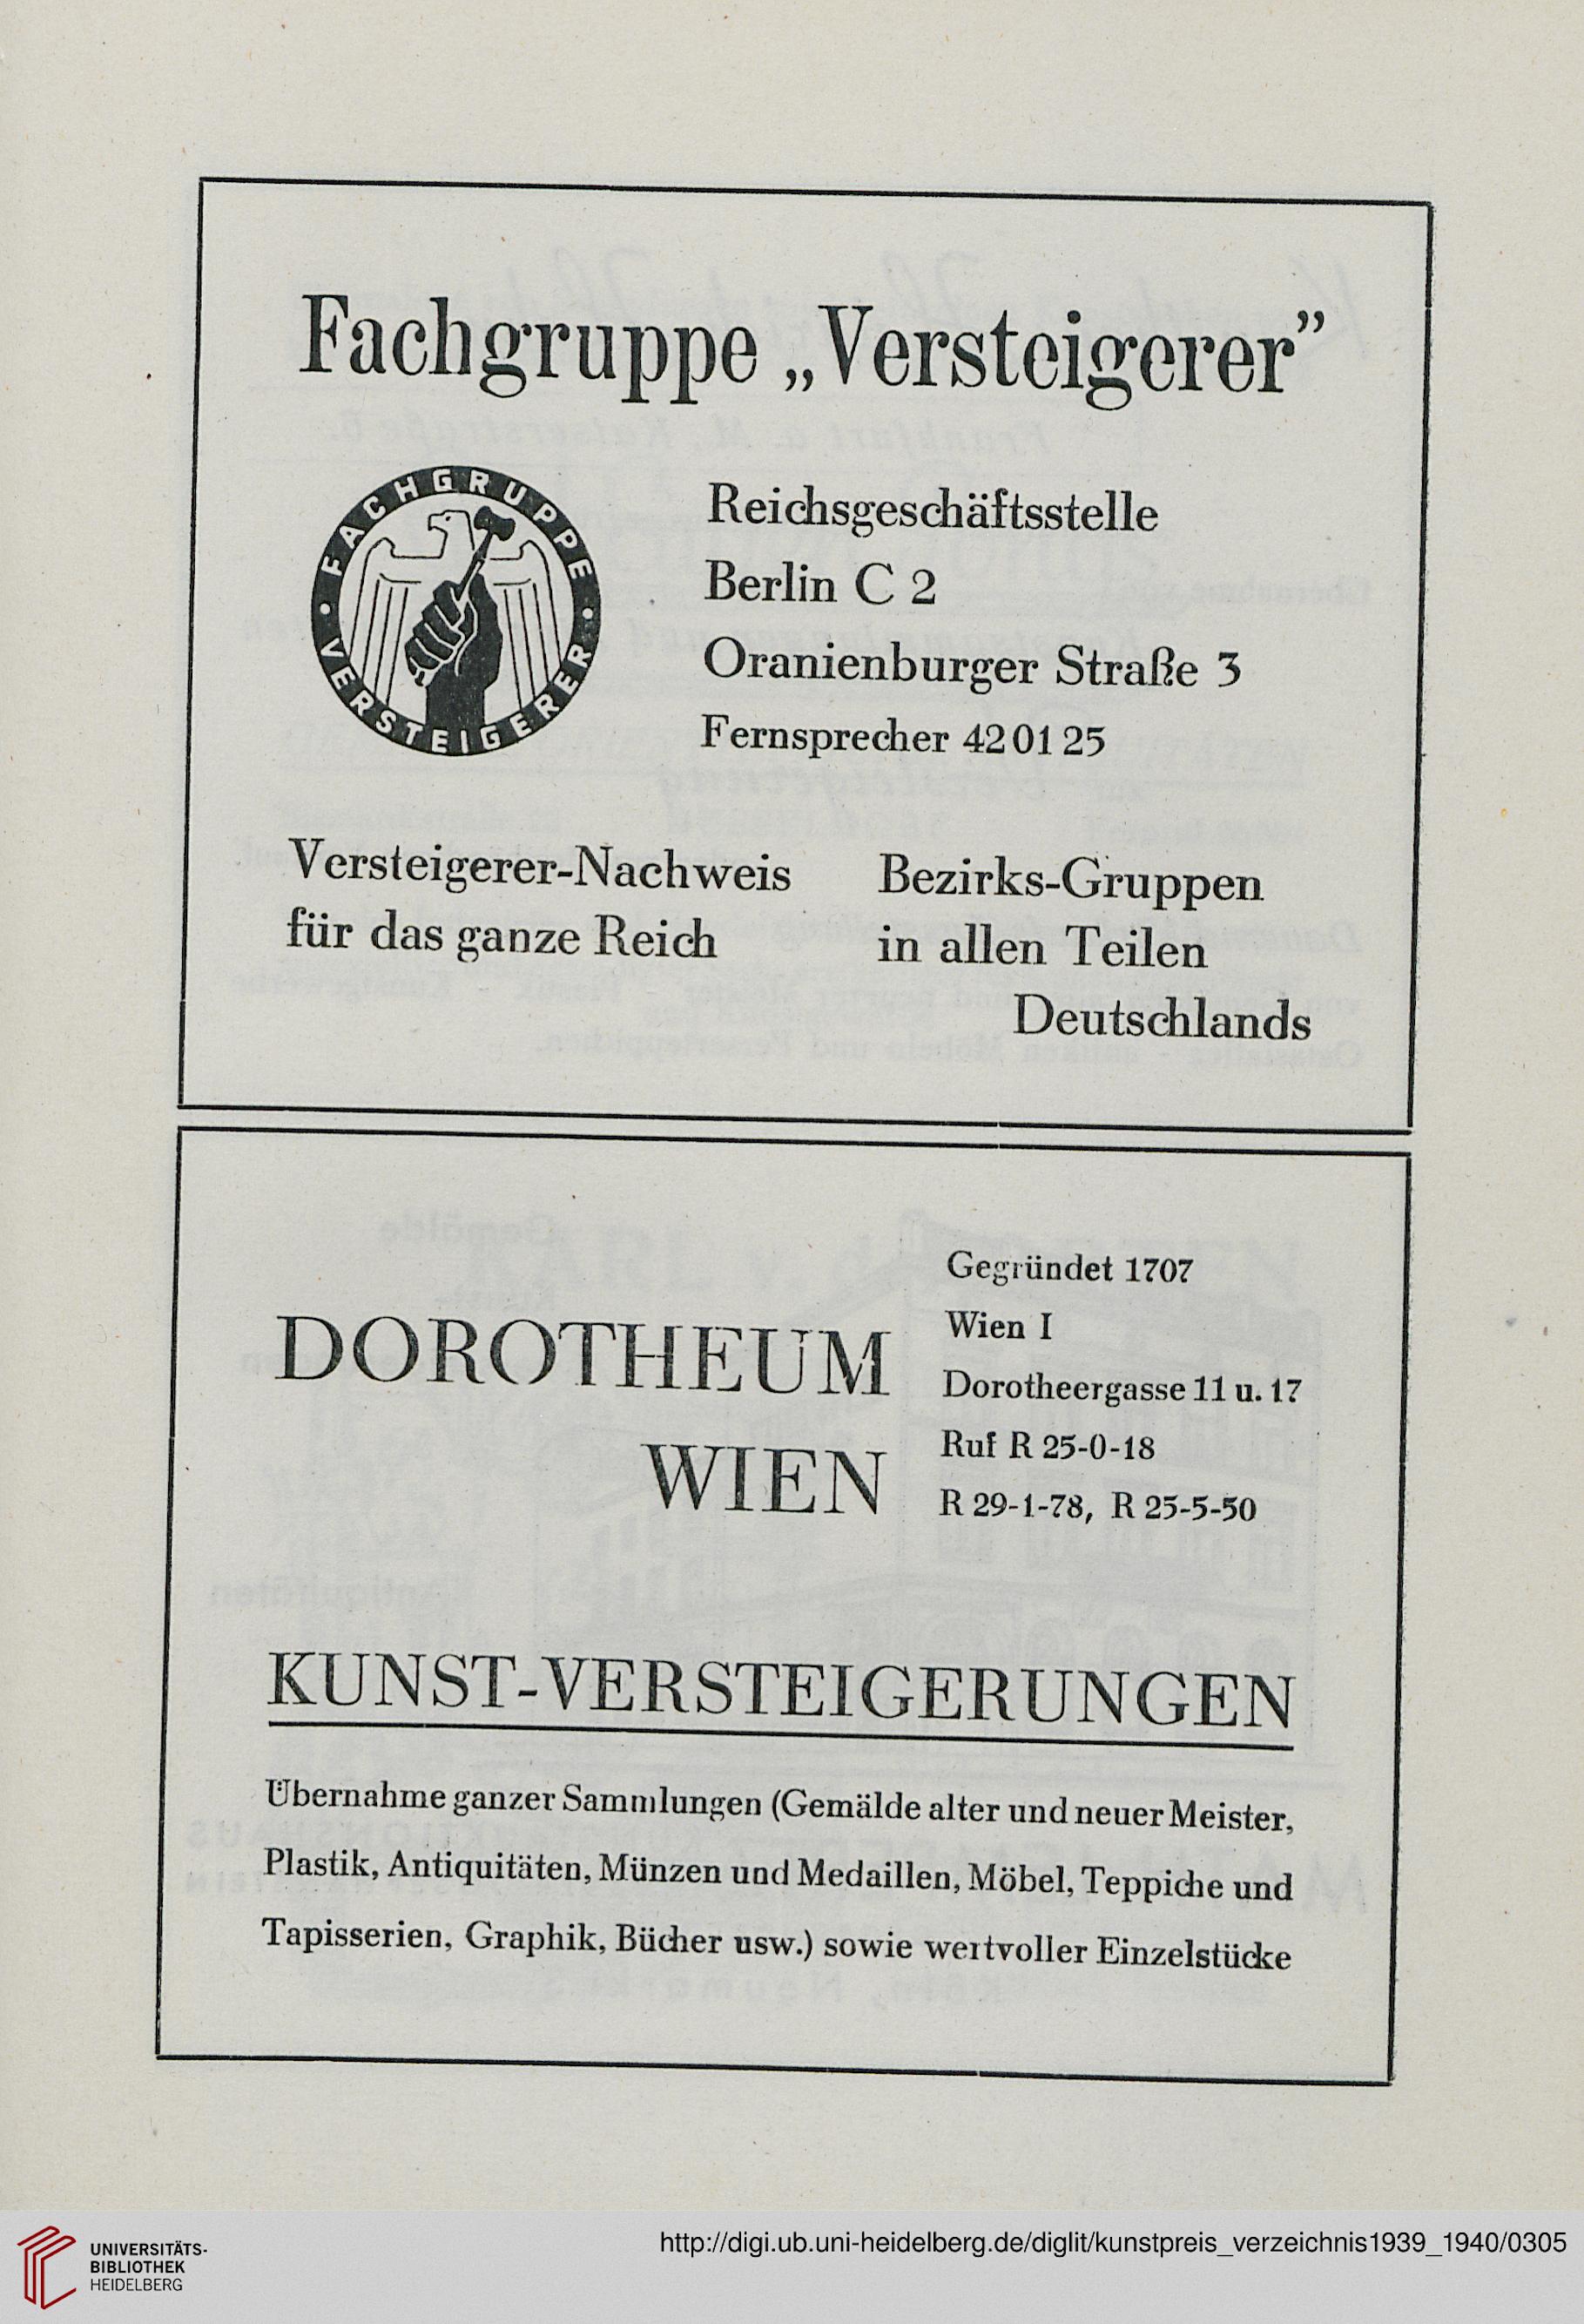 Fachgruppe „Versteigerer”
FACHGRUPPE
• VERSTEIGERER •
Reichsgeschäftsstelle
Berlin C 2
Oranienburger Straße 3
Fernsprecher 42 01 25
Versteigerer-Nachweis
für das ganze Reich
Bezirks-Gruppen
in allen Teilen
Deutschlands
DOROTHEUM
WIEN
Gegründet 1707
Wien I
Dorotheergasse 11 u. 17
Ruf R 25-0-18
R 29-1-78, R 25-5-50
KUNST-VERSTEIGERUNGEN
Übernahme ganzer Sammlungen (Gemälde alter und neuer Meister,
Plastik, Antiquitäten, Münzen und Medaillen, Möbel, Teppiche und
Tapisserien, Graphik, Bücher usw.) sowie wertvoller Einzelstücke
UNIVERSITÄTS-
BIBLIOTHEK
HEIDELBERG
http://digi.ub.uni-heidelberg.de/diglit/kunstpreis_verzeichnis1939_1940/0305